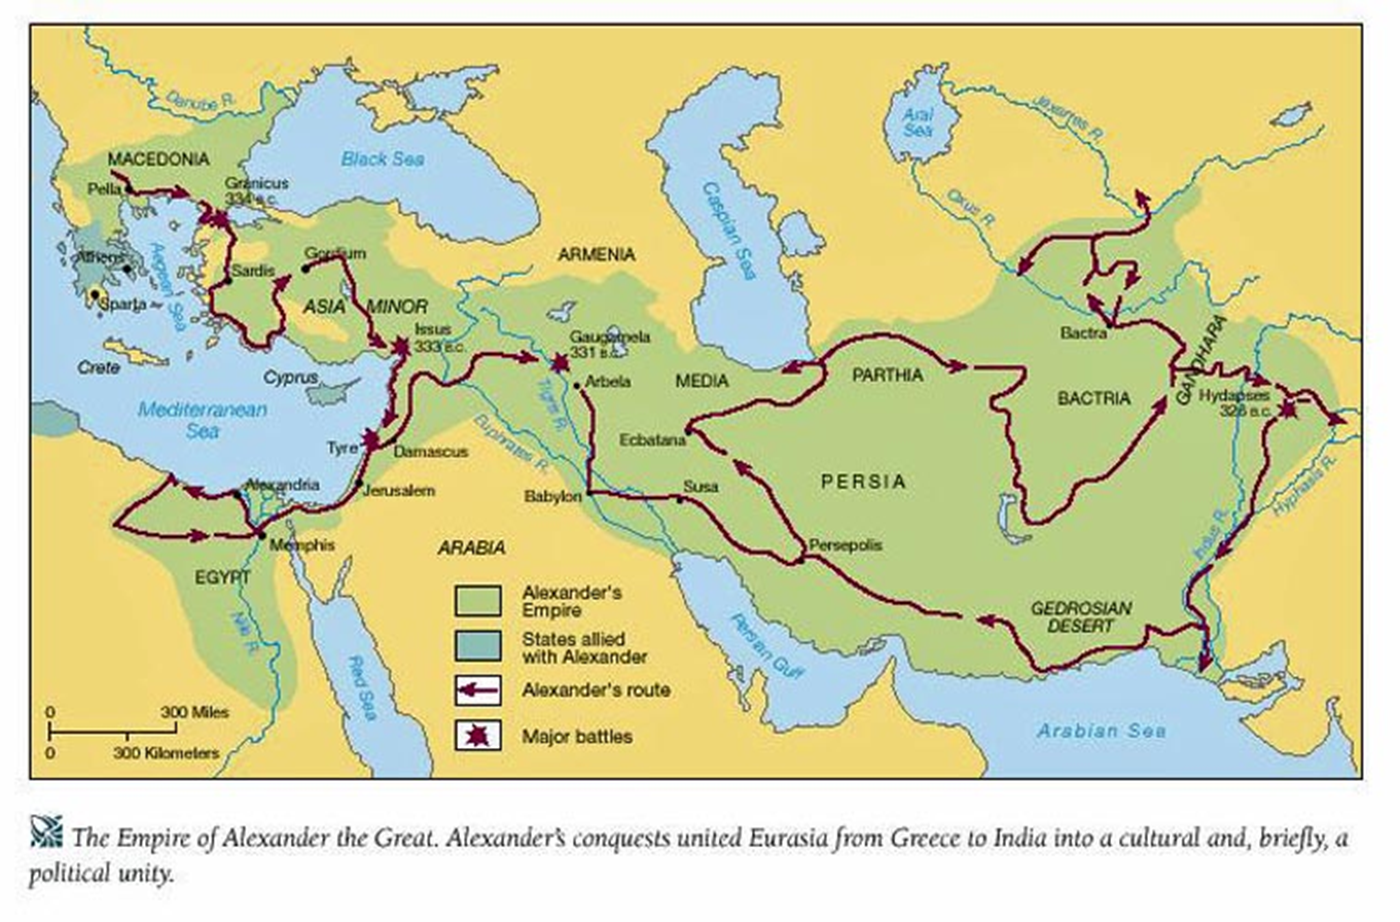 Danube R.
MACEDONIA
Pella
Granicus
334 B.C.
Black Sea
Aral
Sea
Jaxartes R.
Oxus R.
Caspian Sea
Athens
Sparta
Aegean Sea
Sardis
Gordium
ASIA MINOR
ARMENIA
Issus
333 B.C.
Gaugamela
331 B.C.
Arbela
Tigris R.
MEDIA
PARTHIA
Bactra
BACTRIA
GANDHARA
Hydaspes
326 B.C.
Crete
Cyprus
Mediterranean
Sea
Tyre
Damascus
Euphrates R.
Ecbatana
PERSIA
Alexandria
Jerusalem
Babylon
Susa
Indus R.
Hyphasis R.
Memphis
ARABIA
Persepolis
EGYPT
Nile R.
Red Sea
Persian Gulf
GEDROSIAN
DESERT
Arabian Sea
Alexander's
Empire
States allied
with Alexander
Alexander's route
Major battles
0 300 Miles
0 300 Kilometers
The Empire of Alexander the Great. Alexander's conquests united Eurasia from Greece to India into a cultural and, briefly, a
political unity.